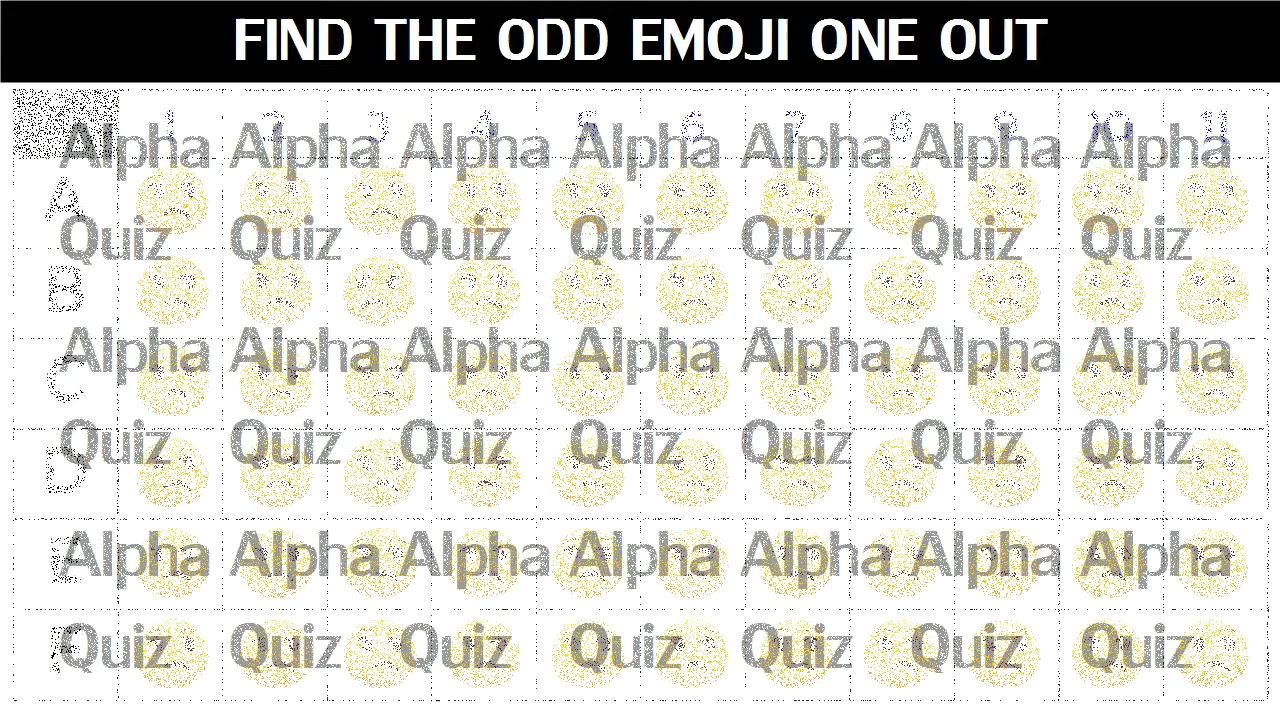 FIND THE ODD EMOJI ONE OUT
1 2 3 4 5 6 7 8 9 10 11
Alpha Alpha Alpha Alpha Alpha Alpha Alpha
A
Quiz Quiz Quiz Quiz Quiz Quiz Quiz
B
Alpha Alpha Alpha Alpha Alpha Alpha Alpha
C
Quiz Quiz Quiz Quiz Quiz Quiz Quiz
D
Alpha Alpha Alpha Alpha Alpha Alpha Alpha
E
Quiz Quiz Quiz Quiz Quiz Quiz Quiz
F